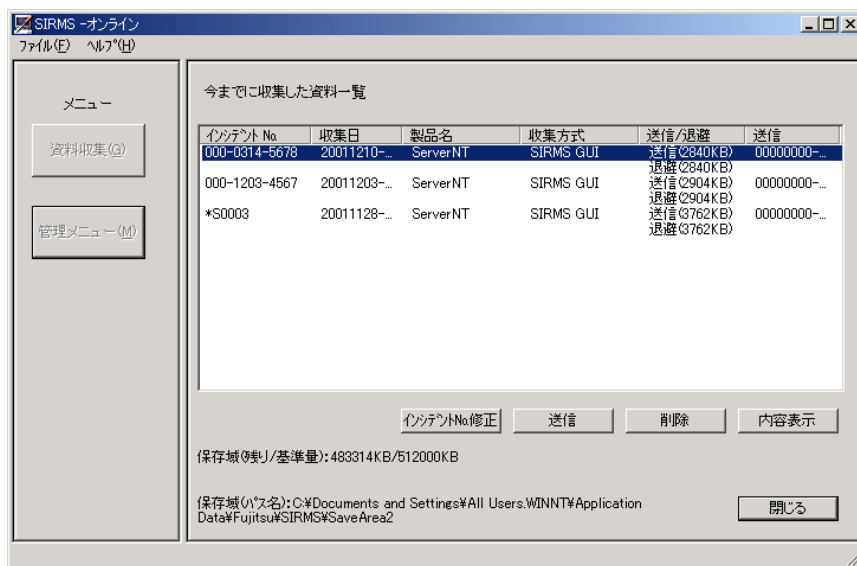 SIRMS -オンライン
ファイル(F) ヘルプ(H)
メニュー
資料収集(G)
管理メニュー(M)
今までに収集した資料一覧
インシデント No. 収集日 製品名 収集方式 送信/退避 送信
000-0314-5678 20011210-... ServerNT SIRMS GUI 送信(2840KB) 00000000-...
退避(2840KB)
000-1203-4567 20011203-... ServerNT SIRMS GUI 送信(2904KB) 00000000-...
退避(2904KB)
*S0003 20011128-... ServerNT SIRMS GUI 送信(3762KB) 00000000-...
退避(3762KB)
インシデントNo.修正 送信 削除 内容表示
保存域(残り/基準量):483314KB/512000KB
保存域(パス名):C:¥Documents and Settings¥All Users.WINNT¥Application
Data¥Fujitsu¥SIRMS¥SaveArea2
閉じる